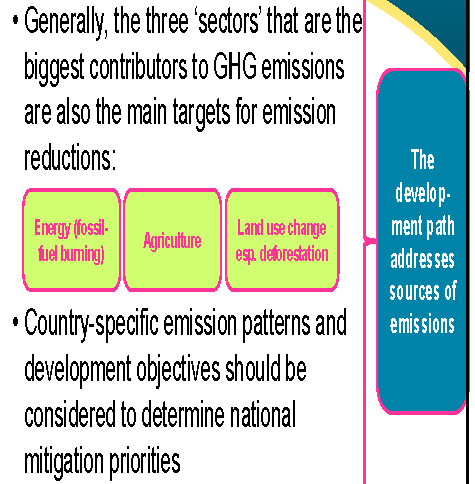 • Generally, the three ‘sectors’ that are the
biggest contributors to GHG emissions
are also the main targets for emission
reductions:
Energy (fossil-
fuel burning)
Agriculture
Land use change
esp. deforestation
• Country-specific emission patterns and
development objectives should be
considered to determine national
mitigation priorities
The
develop-
ment path
addresses
sources of
emissions